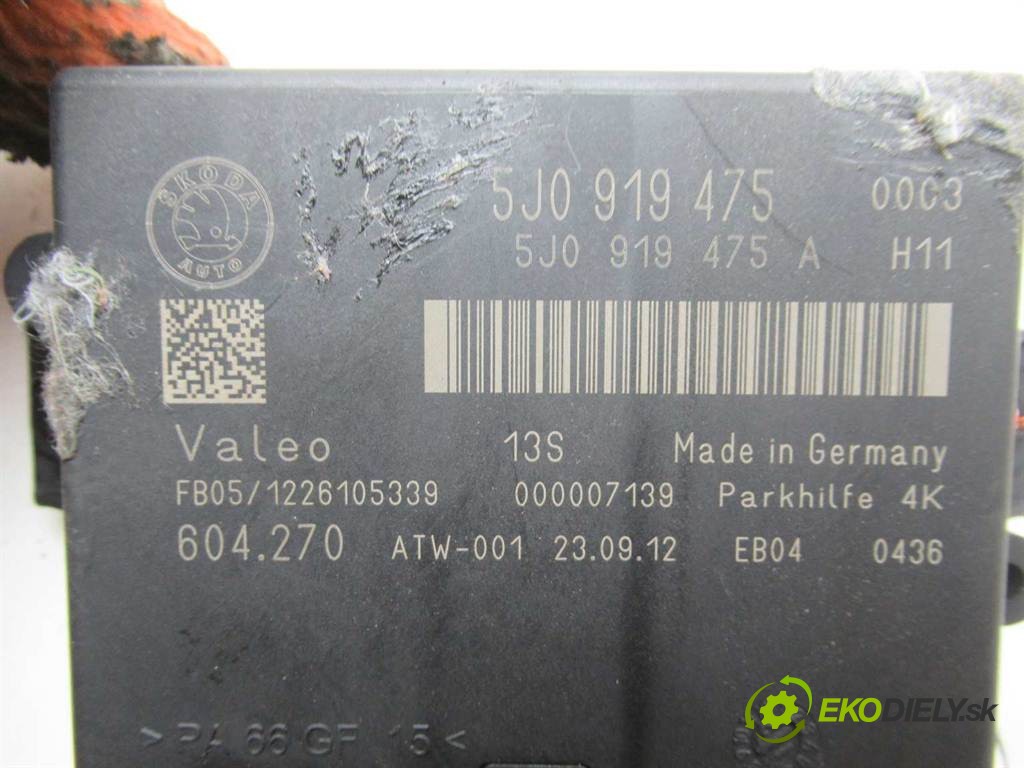 SKODA
AUTO
5J0 919 475 00C3
5J0 919 475 A H11
Valeo 13S Made in Germany
FB05/1226105339 000007139 Parkhilfe 4K
604.270 ATW-001 23.09.12 EB04 0436
>PA 66 GF 15<
EKODIELY.sk